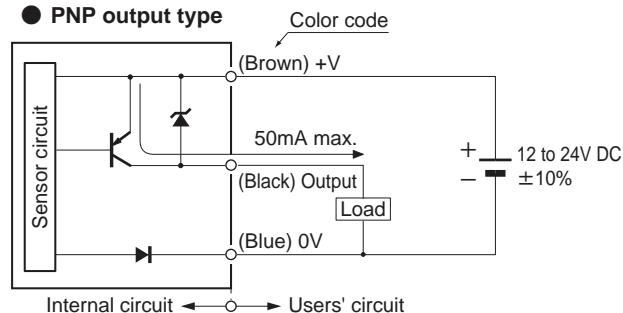 ● PNP output type
Color code
(Brown) +V
Sensor circuit
50mA max.
+
12 to 24V DC
−
±10%
(Black) Output
Load
(Blue) 0V
Internal circuit
Users' circuit